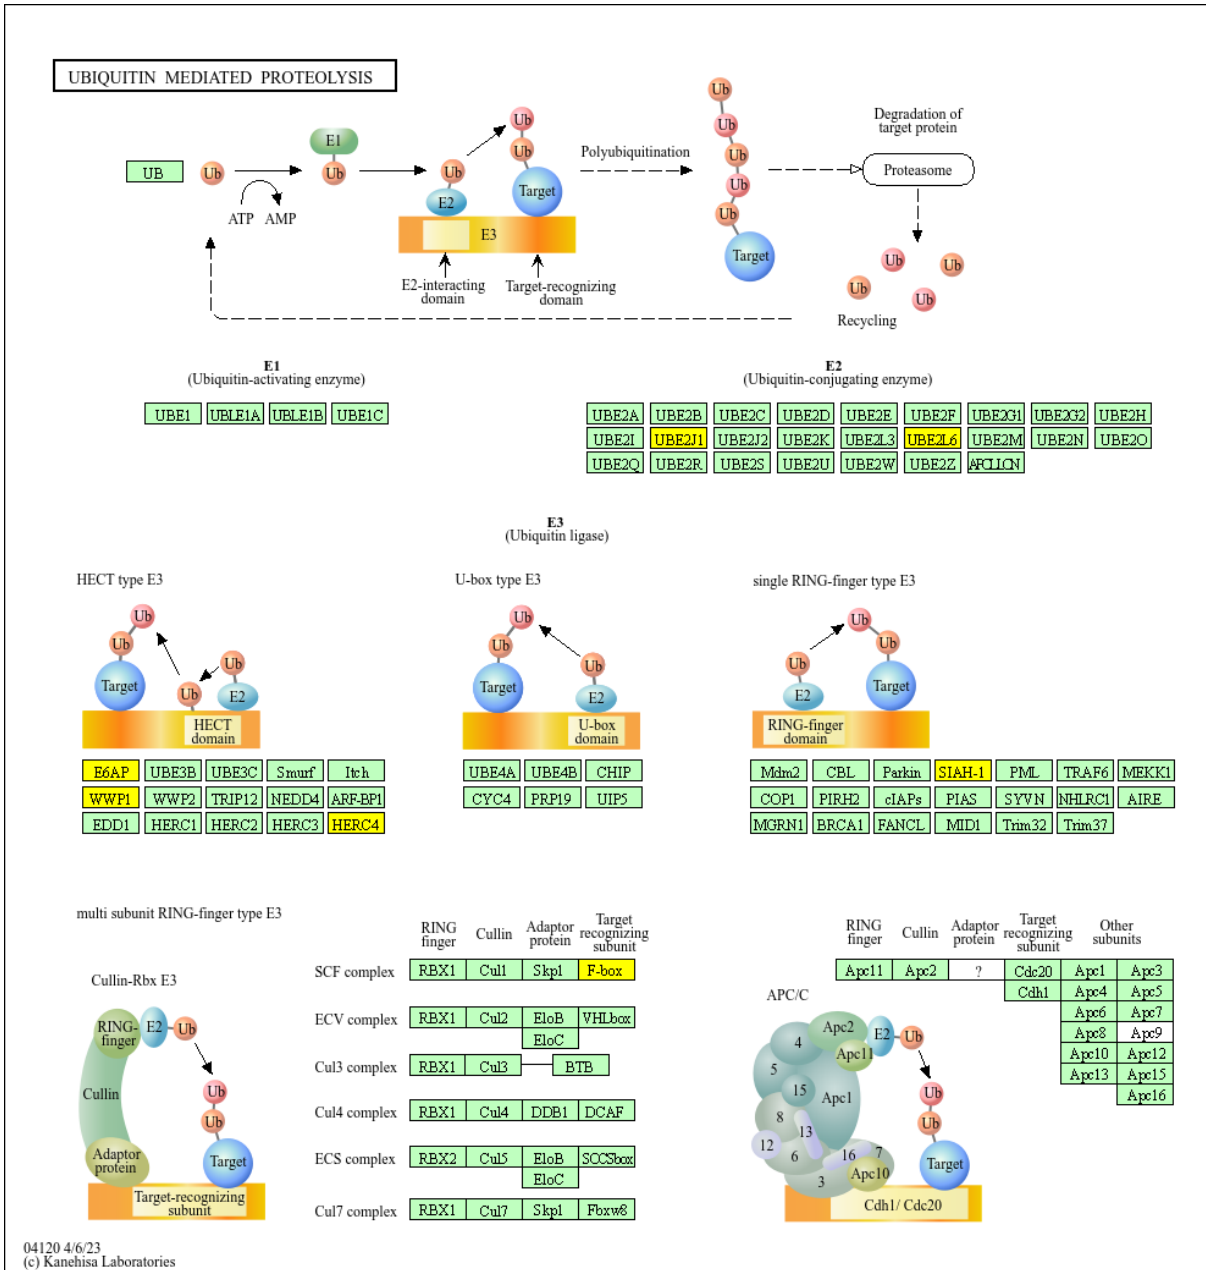 UBIQUITIN MEDIATED PROTEOLYSIS
UB
Ub
ATP
AMP
E1
Ub
Ub
E2
E3
Ub
Ub
Target
E2-interacting
domain
Target-recognizing
domain
Polyubiquitination
Ub
Ub
Ub
Ub
Ub
Target
Degradation of
target protein
Proteasome
Ub
Ub
Ub
Ub
Recycling
E1
(Ubiquitin-activating enzyme)
UBE1 UBLE1A UBLE1B UBE1C
E2
(Ubiquitin-conjugating enzyme)
UBE2A UBE2B UBE2C UBE2D UBE2E UBE2F UBE2G1 UBE2G2 UBE2H
UBE2I UBE2J1 UBE2J2 UBE2K UBE2L3 UBE2L6 UBE2M UBE2N UBE2O
UBE2Q UBE2R UBE2S UBE2U UBE2W UBE2Z AFCLLCN
E3
(Ubiquitin ligase)
HECT type E3
Ub
Ub
Target
Ub
Ub
E2
HECT
domain
E6AP UBE3B UBE3C Smurf Itch
WWP1 WWP2 TRIP12 NEDD4 ARF-BP1
EDD1 HERC1 HERC2 HERC3 HERC4
U-box type E3
Ub
Ub
Target
Ub
E2
U-box
domain
UBE4A UBE4B CHIP
CYC4 PRP19 UIP5
single RING-finger type E3
Ub
Ub
Ub
E2
Target
RING-finger
domain
Mdm2 CBL Parkin SIAH-1 PML TRAF6 MEKK1
COP1 PIRH2 cIAPs PIAS SYVN NHLRC1 AIRE
MGRN1 BRCA1 FANCL MID1 Trim32 Trim37
multi subunit RING-finger type E3
Cullin-Rbx E3
RING-
finger
E2
Ub
Cullin
Ub
Ub
Adaptor
protein
Target
Target-recognizing
subunit
RING
finger
Cullin
Adaptor
protein
Target
recognizing
subunit
SCF complex RBX1 Cul1 Skp1 F-box
ECV complex RBX1 Cul2 EloB VHLbox
EloC
Cul3 complex RBX1 Cul3 BTB
Cul4 complex RBX1 Cul4 DDB1 DCAF
ECS complex RBX2 Cul5 EloB SOCSbox
EloC
Cul7 complex RBX1 Cul7 Skp1 Fbxw8
RING
finger
Cullin
Adaptor
protein
Target
recognizing
subunit
Other
subunits
Apc11 Apc2 ? Cdc20 Apc1 Apc3
Cdh1 Apc4 Apc5
Apc6 Apc7
Apc8 Apc9
Apc10 Apc12
Apc13 Apc15
Apc16
APC/C
Apc2
E2
Ub
4
Apc11
5
15
Apc1
8
13
12
6
16
7
3
Apc10
Ub
Ub
Target
Cdh1/ Cdc20
04120 4/6/23
(c) Kanehisa Laboratories